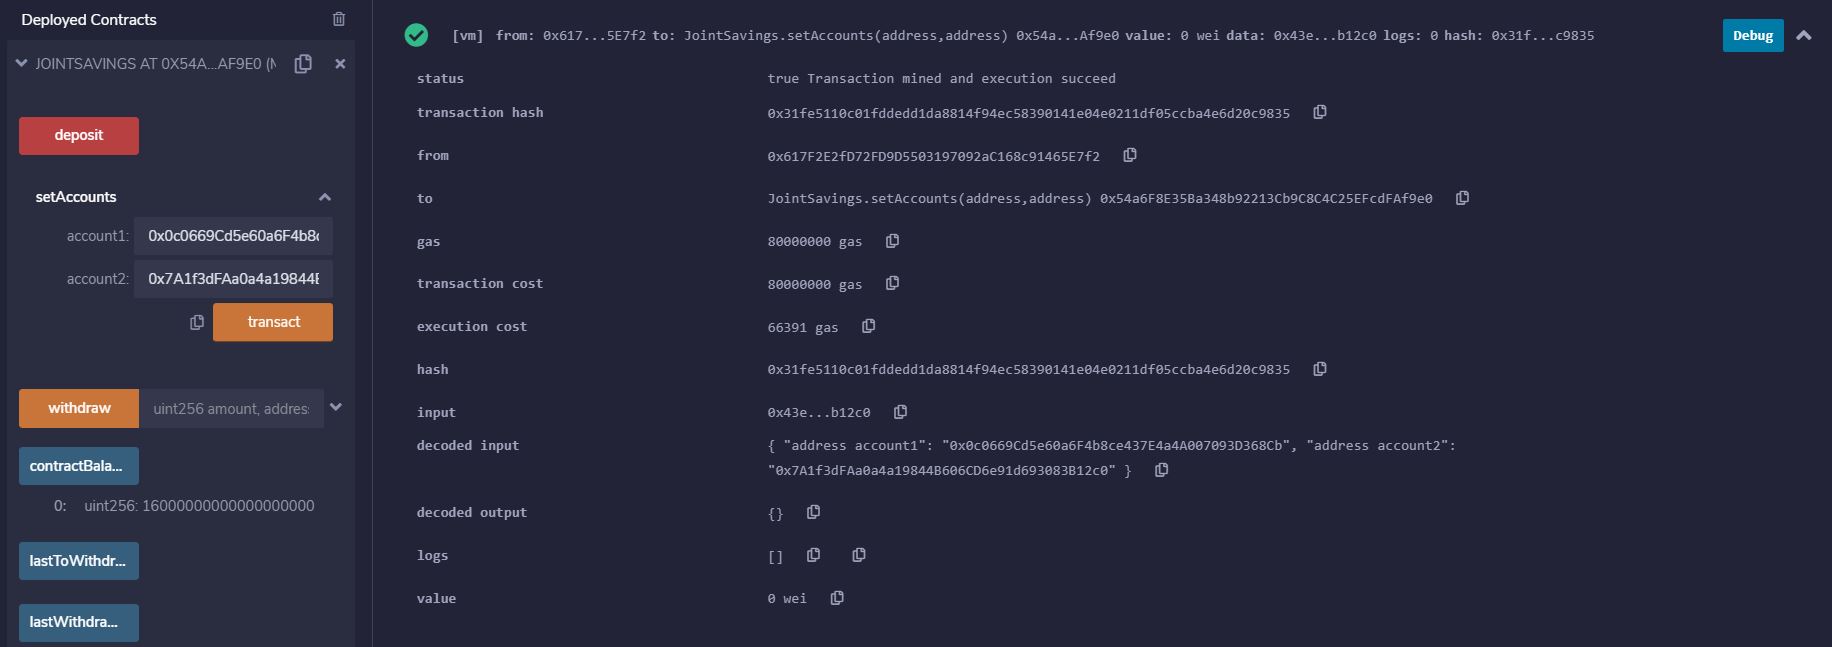 Deployed Contracts
JOINTSAVINGS AT 0X54A...AF9E0 (M
deposit
setAccounts
account1: 0x0c0669Cd5e60a6F4b8c
account2: 0x7A1f3dFAa0a4a19844B
transact
withdraw uint256 amount, address
contractBala...
0: uint256: 16000000000000000000
lastToWithdr...
lastWithdra...
[vm] from: 0x617...5E7f2 to: JointSavings.setAccounts(address,address) 0x54a...Af9e0 value: 0 wei data: 0x43e...b12c0 logs: 0 hash: 0x31f...c9835
Debug
status true Transaction mined and execution succeed
transaction hash 0x31fe5110c01fddedd1da8814f94ec58390141e04e0211df05ccba4e6d20c9835
from 0x617F2E2fD72FD9D5503197092aC168c91465E7f2
to JointSavings.setAccounts(address,address) 0x54a6F8E35Ba348b92213Cb9C8C4C25EFcdFAf9e0
gas 80000000 gas
transaction cost 80000000 gas
execution cost 66391 gas
hash 0x31fe5110c01fddedd1da8814f94ec58390141e04e0211df05ccba4e6d20c9835
input 0x43e...b12c0
decoded input { "address account1": "0x0c0669Cd5e60a6F4b8ce437E4a4A007093D368Cb", "address account2":
"0x7A1f3dFAa0a4a19844B606CD6e91d693083B12c0" }
decoded output {}
logs []
value 0 wei